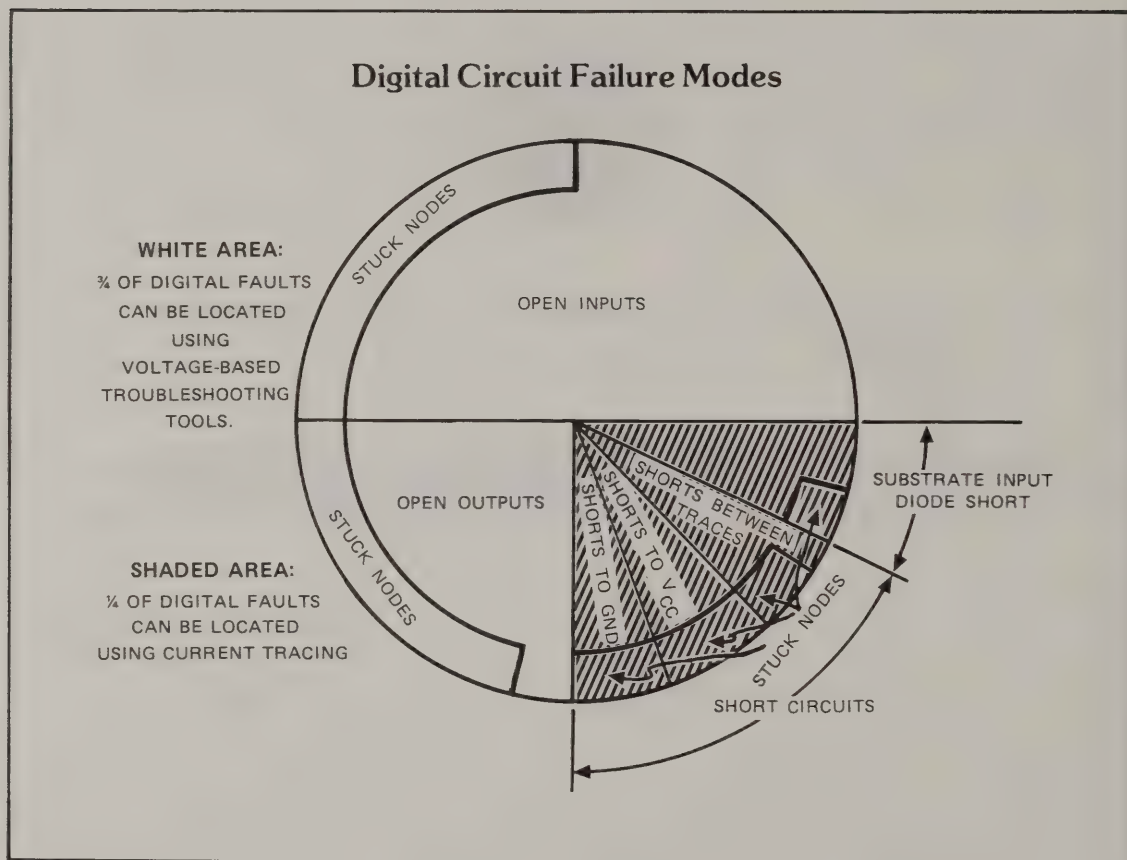 Digital Circuit Failure Modes
STUCK NODES
WHITE AREA:
¾ OF DIGITAL FAULTS
CAN BE LOCATED
USING
VOLTAGE-BASED
TROUBLESHOOTING
TOOLS.
OPEN INPUTS
OPEN OUTPUTS
STUCK NODES
SHADED AREA:
¼ OF DIGITAL FAULTS
CAN BE LOCATED
USING CURRENT TRACING
SHORTS BETWEEN
TRACES
SHORTS TO VCC
SHORTS TO GND
SUBSTRATE INPUT
DIODE SHORT
STUCK NODES
SHORT CIRCUITS